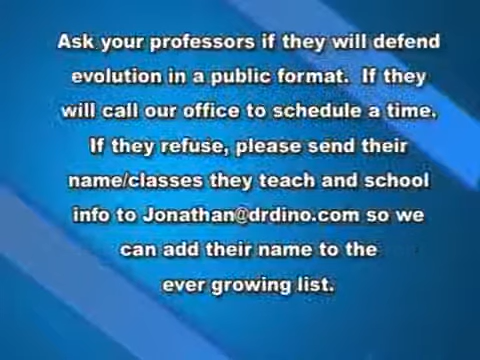 Ask your professors if they will defend
evolution in a public format. If they
will call our office to schedule a time.
If they refuse, please send their
name/classes they teach and school
info to Jonathan@drdino.com so we
can add their name to the
ever growing list.